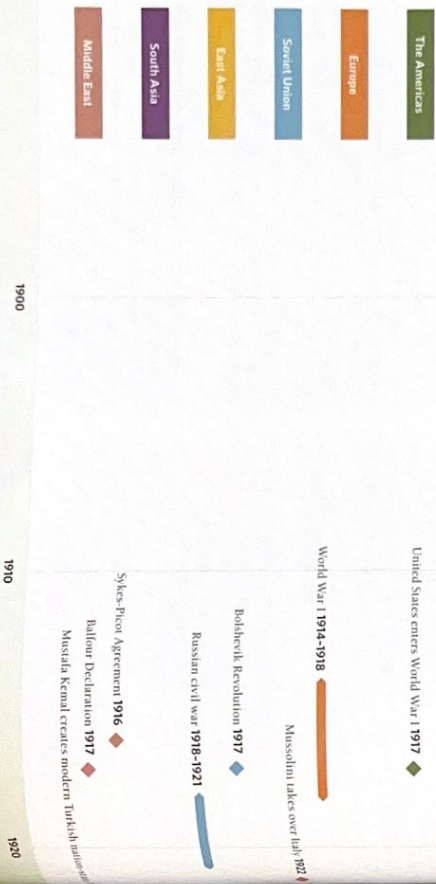 The Americas
United States enters World War I 1917
Europe
World War I 1914–1918
Mussolini takes over Italy 1922
Soviet Union
Bolshevik Revolution 1917
Russian civil war 1918–1921
East Asia
South Asia
Middle East
Sykes-Picot Agreement 1916
Balfour Declaration 1917
Mustafa Kemal creates modern Turkish nation-state
1900
1910
1920